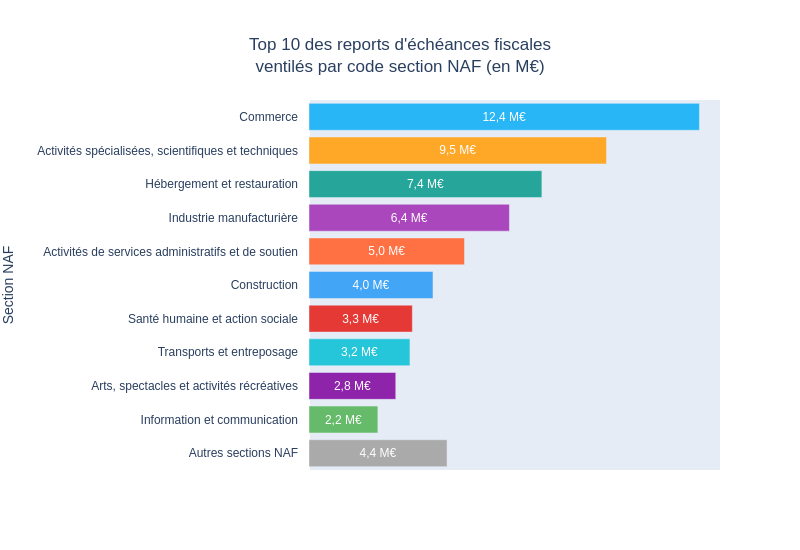 Top 10 des reports d'échéances fiscales
ventilés par code section NAF (en M€)
Section NAF
Commerce 12,4 M€
Activités spécialisées, scientifiques et techniques 9,5 M€
Hébergement et restauration 7,4 M€
Industrie manufacturière 6,4 M€
Activités de services administratifs et de soutien 5,0 M€
Construction 4,0 M€
Santé humaine et action sociale 3,3 M€
Transports et entreposage 3,2 M€
Arts, spectacles et activités récréatives 2,8 M€
Information et communication 2,2 M€
Autres sections NAF 4,4 M€